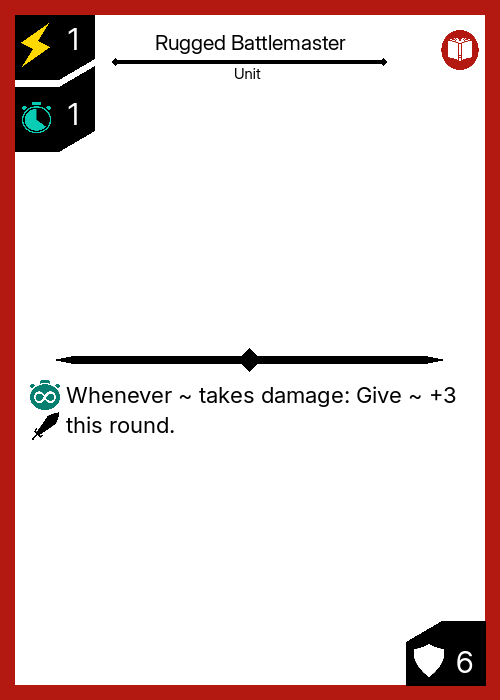 1
Rugged Battlemaster
Unit
1
Whenever ~ takes damage: Give ~ +3
this round.
6